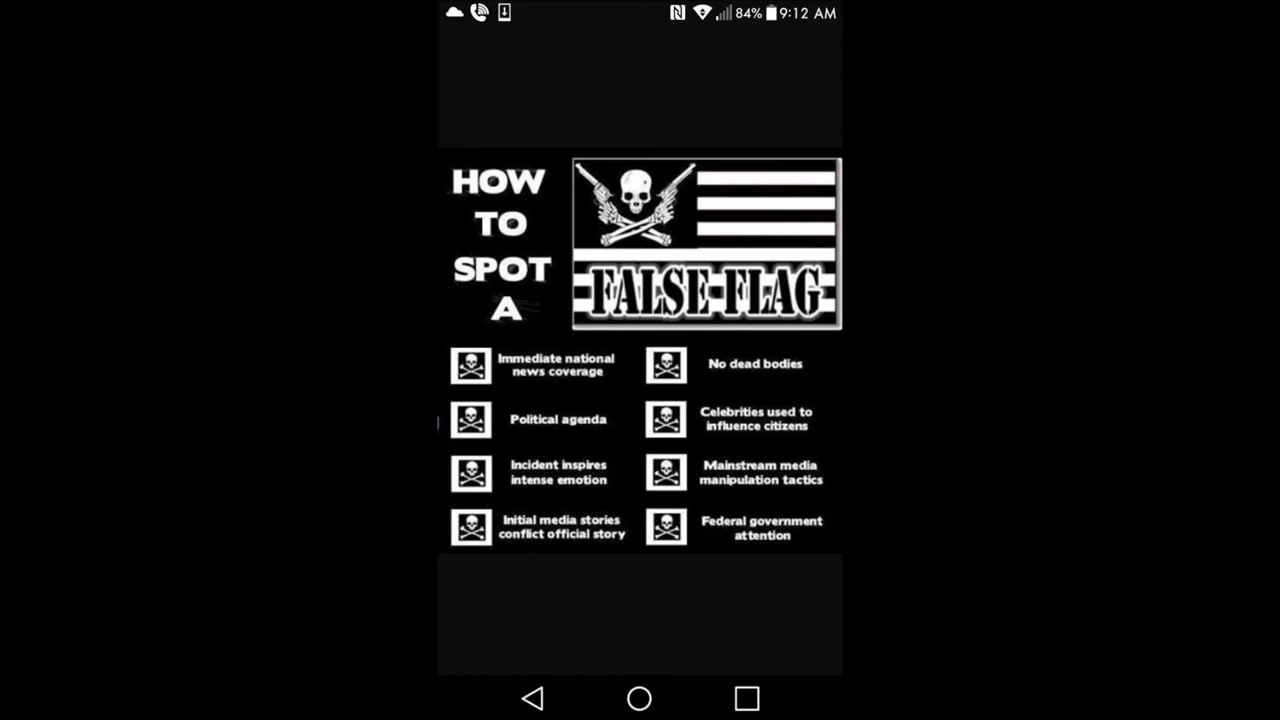 84% 9:12 AM
HOW
TO
SPOT
A
FALSE FLAG
Immediate national
news coverage
No dead bodies
Political agenda
Celebrities used to
influence citizens
Incident inspires
intense emotion
Mainstream media
manipulation tactics
Initial media stories
conflict official story
Federal government
attention